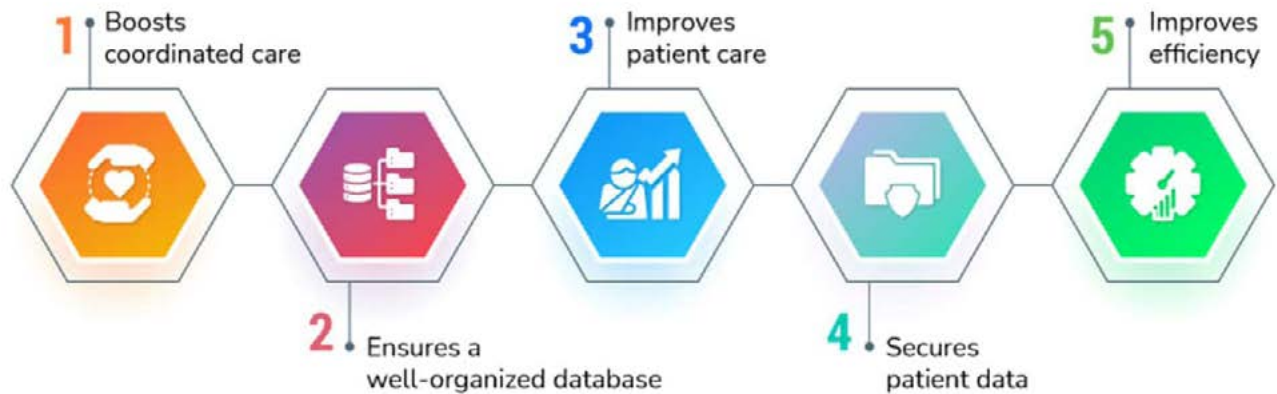 1 Boosts
coordinated care
2 Ensures a
well-organized database
3 Improves
patient care
4 Secures
patient data
5 Improves
efficiency